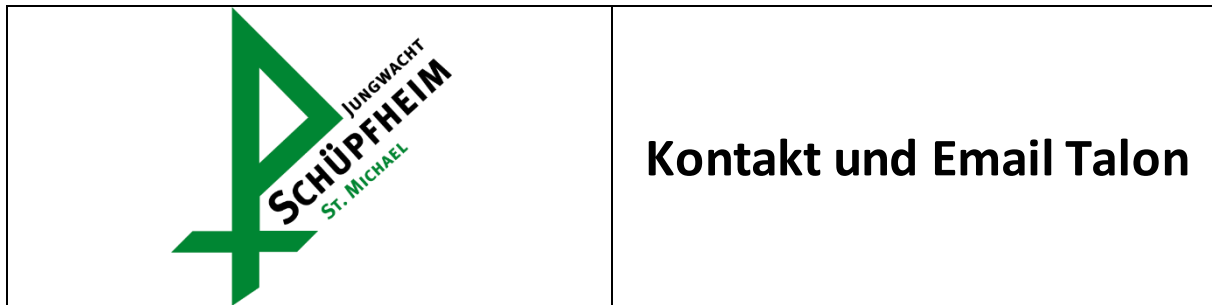 JUNGWACHT
SCHÜPFHEIM
ST. MICHAEL
Kontakt und Email Talon